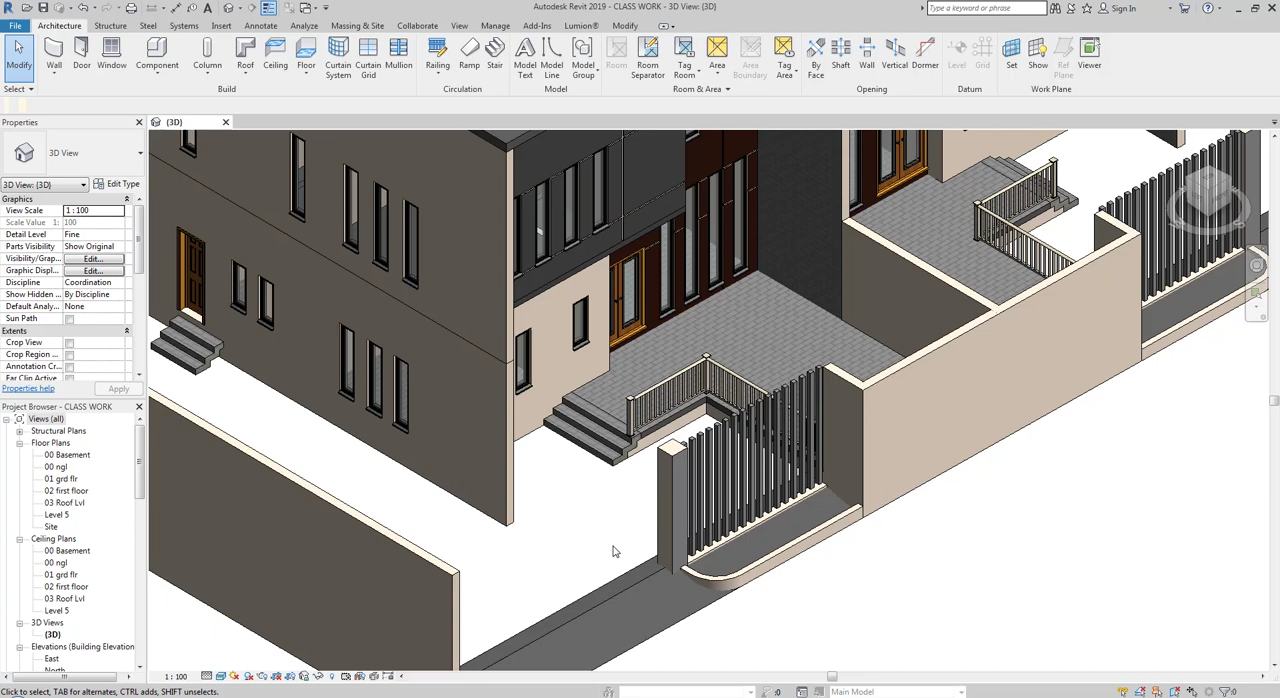 Autodesk Revit 2019 - CLASS WORK - 3D View: {3D}
Type a keyword or phrase
Sign In
File Architecture Structure Steel Systems Insert Annotate Analyze Massing & Site Collaborate View Manage Add-Ins Lumion® Modify
Modify Wall Door Window Component Column Roof Ceiling Floor Curtain System Curtain Grid Mullion Railing Ramp Stair Model Text Model Line Model Group Room Room Separator Tag Room Area Area Boundary Tag Area By Face Shaft Wall Vertical Dormer Level Grid Set Show Ref Plane Viewer
Select Build Circulation Model Room & Area Opening Datum Work Plane
Properties
{3D}
3D View
3D View: {3D} Edit Type
Graphics
View Scale 1 : 100
Scale Value 1: 100
Detail Level Fine
Parts Visibility Show Original
Visibility/Grap... Edit...
Graphic Displ... Edit...
Discipline Coordination
Show Hidden ... By Discipline
Default Analy... None
Sun Path
Extents
Crop View
Crop Region ...
Annotation Cr...
Far Clip Active
Properties help Apply
Project Browser - CLASS WORK
Views (all)
Structural Plans
Floor Plans
00 Basement
00 ngl
01 grd flr
02 first floor
03 Roof Lvl
Level 5
Site
Ceiling Plans
00 Basement
00 ngl
01 grd flr
02 first floor
03 Roof Lvl
Level 5
3D Views
{3D}
Elevations (Building Elevation
East
North
1 : 100
Click to select, TAB for alternates, CTRL adds, SHIFT unselects.
:0
Main Model
:0